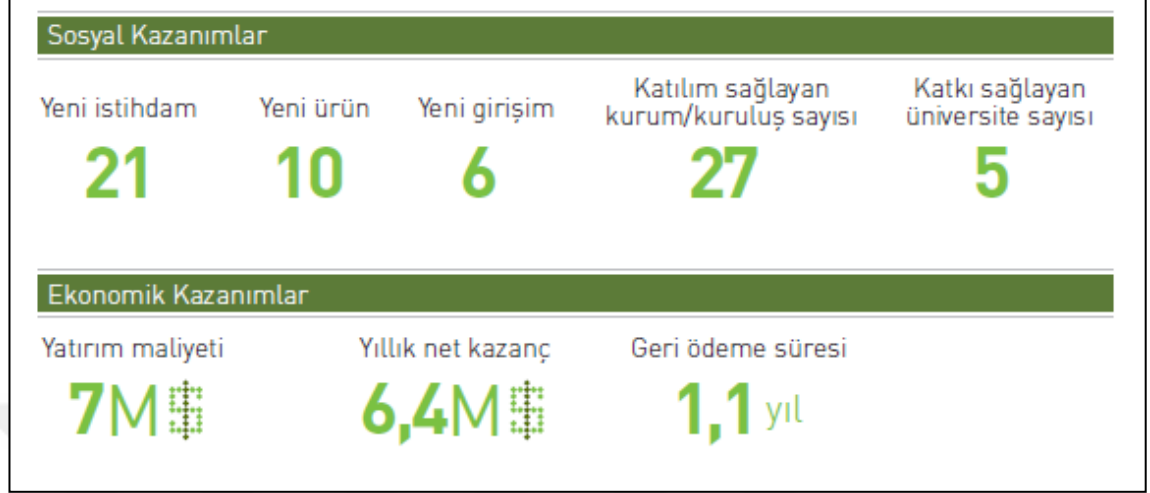 Sosyal Kazanımlar
Yeni istihdam
21
Yeni ürün
10
Yeni girişim
6
Katılım sağlayan
kurum/kuruluş sayısı
27
Katkı sağlayan
üniversite sayısı
5
Ekonomik Kazanımlar
Yatırım maliyeti
7M$
Yıllık net kazanç
6,4M$
Geri ödeme süresi
1,1 yıl